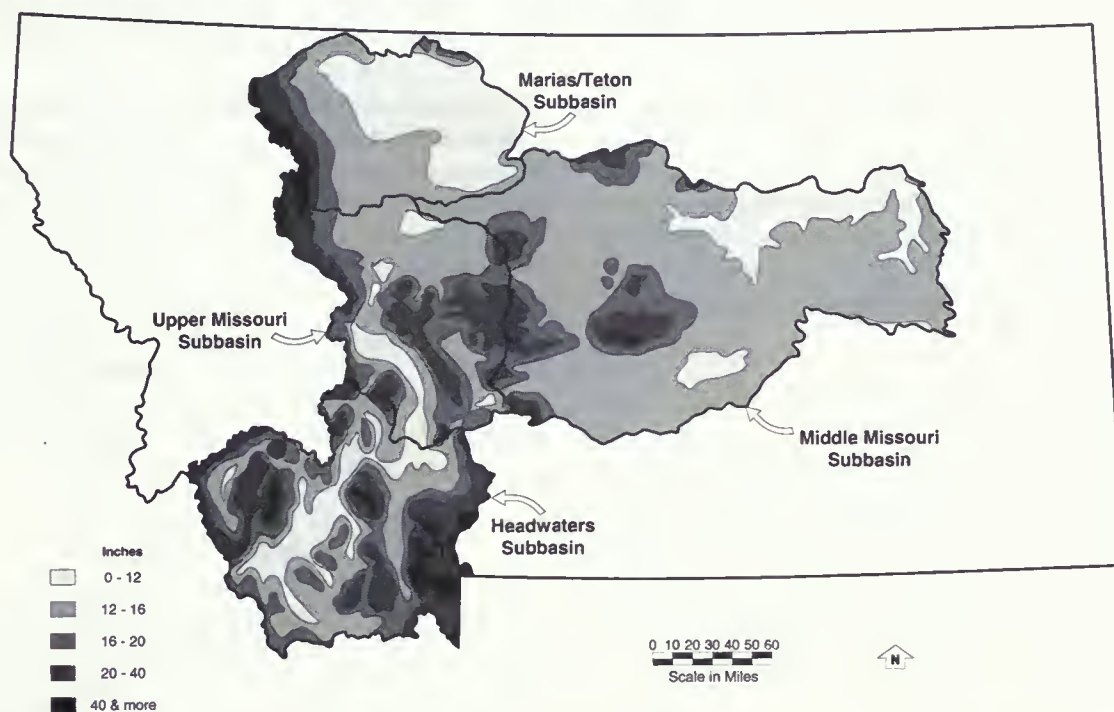 Marias/Teton
Subbasin
Upper Missouri
Subbasin
Middle Missouri
Subbasin
Headwaters
Subbasin
Inches
0 - 12
12 - 16
16 - 20
20 - 40
40 & more
0 10 20 30 40 50 60
Scale in Miles
N